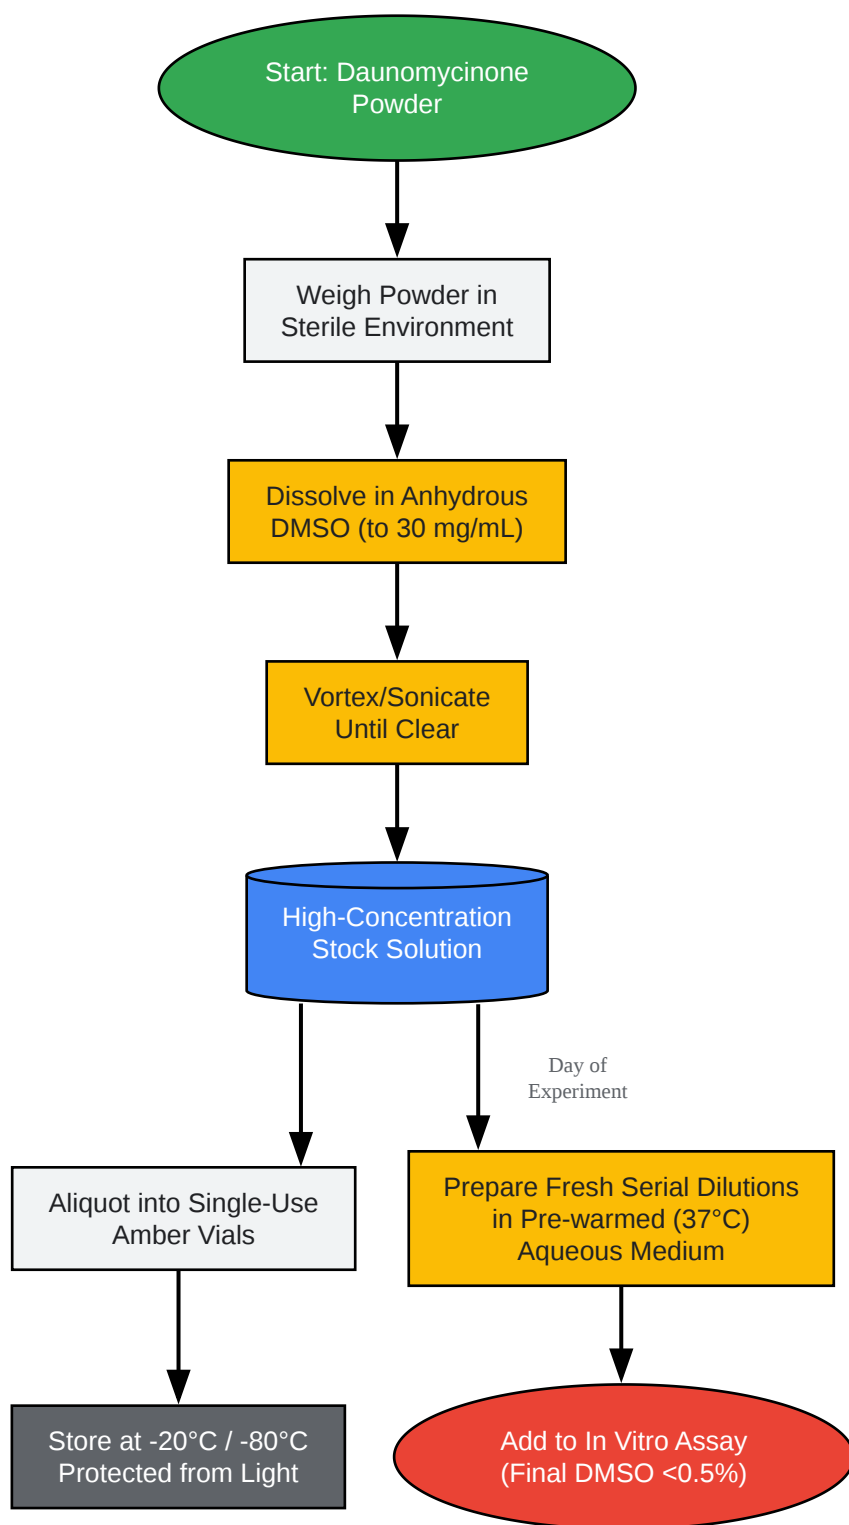 Start: Daunomycinone
Powder
Weigh Powder in
Sterile Environment
Dissolve in Anhydrous
DMSO (to 30 mg/mL)
Vortex/Sonicate
Until Clear
High-Concentration
Stock Solution
Day of
Experiment
Aliquot into Single-Use
Amber Vials
Prepare Fresh Serial Dilutions
in Pre-warmed (37°C)
Aqueous Medium
Store at -20°C / -80°C
Protected from Light
Add to In Vitro Assay
(Final DMSO <0.5%)